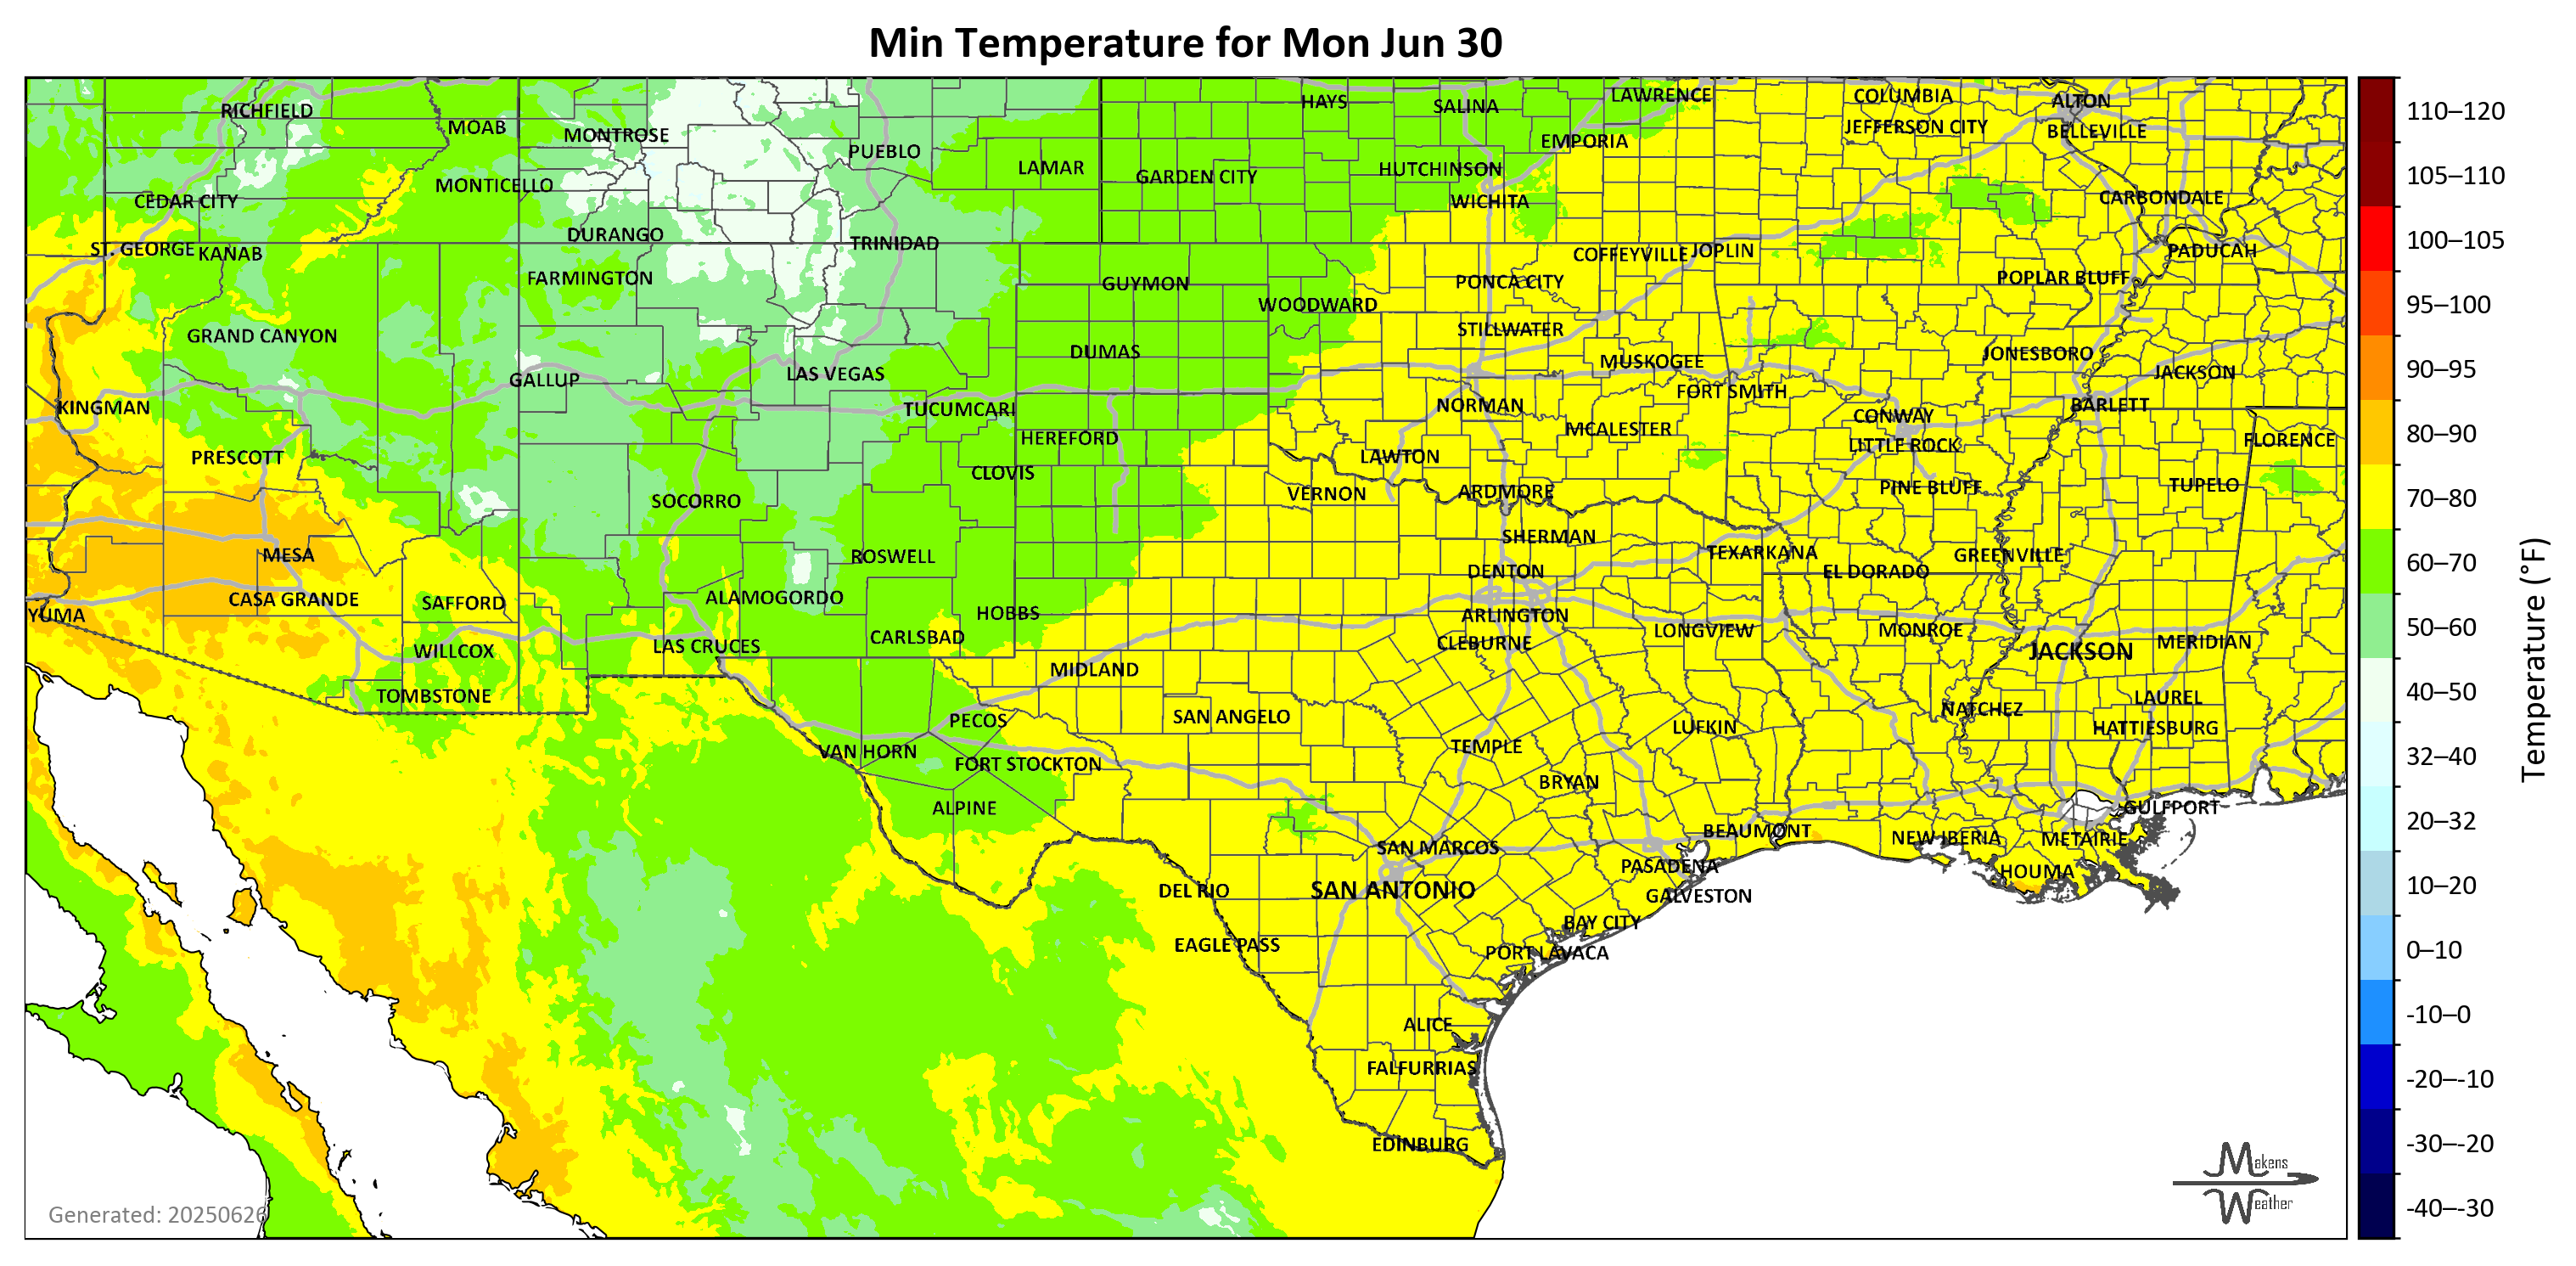 Min Temperature for Mon Jun 30
RICHFIELD
MOAB
MONTROSE
PUEBLO
HAYS
SALINA
LAWRENCE
COLUMBIA
ALTON
JEFFERSON CITY
BELLEVILLE
EMPORIA
LAMAR
GARDEN CITY
HUTCHINSON
MONTICELLO
CEDAR CITY
WICHITA
CARBONDALE
DURANGO
TRINIDAD
ST. GEORGE
KANAB
COFFEYVILLE
JOPLIN
PADUCAH
FARMINGTON
GUYMON
PONCA CITY
POPLAR BLUFF
WOODWARD
GRAND CANYON
STILLWATER
DUMAS
MUSKOGEE
JONESBORO
GALLUP
LAS VEGAS
JACKSON
FORT SMITH
KINGMAN
TUCUMCARI
NORMAN
CONWAY
BARLETT
HEREFORD
MCALESTER
LITTLE ROCK
FLORENCE
PRESCOTT
LAWTON
CLOVIS
SOCORRO
VERNON
ARDMORE
PINE BLUFF
TUPELO
SHERMAN
MESA
ROSWELL
TEXARKANA
GREENVILLE
DENTON
EL DORADO
CASA GRANDE
SAFFORD
ALAMOGORDO
YUMA
HOBBS
ARLINGTON
LONGVIEW
MONROE
WILLCOX
LAS CRUCES
CARLSBAD
CLEBURNE
JACKSON
MERIDIAN
MIDLAND
TOMBSTONE
LAUREL
PECOS
SAN ANGELO
NATCHEZ
LUFKIN
HATTIESBURG
VAN HORN
FORT STOCKTON
TEMPLE
BRYAN
ALPINE
GULFPORT
BEAUMONT
NEW IBERIA
METAIRIE
SAN MARCOS
PASADENA
HOUMA
DEL RIO
SAN ANTONIO
GALVESTON
BAY CITY
EAGLE PASS
PORT LAVACA
ALICE
FALFURRIAS
EDINBURG
Generated: 20250626
Makens
Weather
110–120
105–110
100–105
95–100
90–95
80–90
70–80
60–70
50–60
40–50
32–40
20–32
10–20
0–10
-10–0
-20–-10
-30–-20
-40–-30
Temperature (°F)